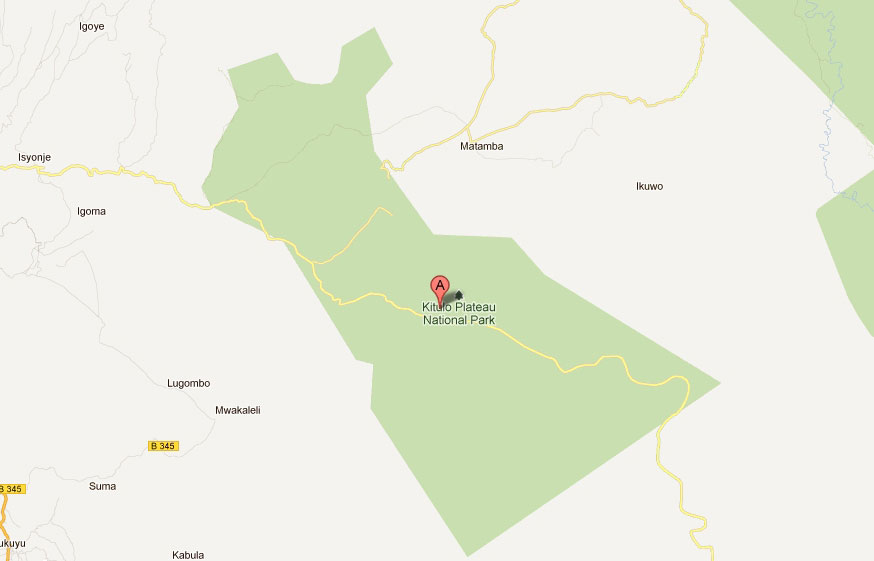 Igoye
Matamba
Isyonje
Ikuwo
Igoma
A
Kitulo Plateau
National Park
Lugombo
Mwakaleli
B 345
Suma
B 345
ukuyu
Kabula